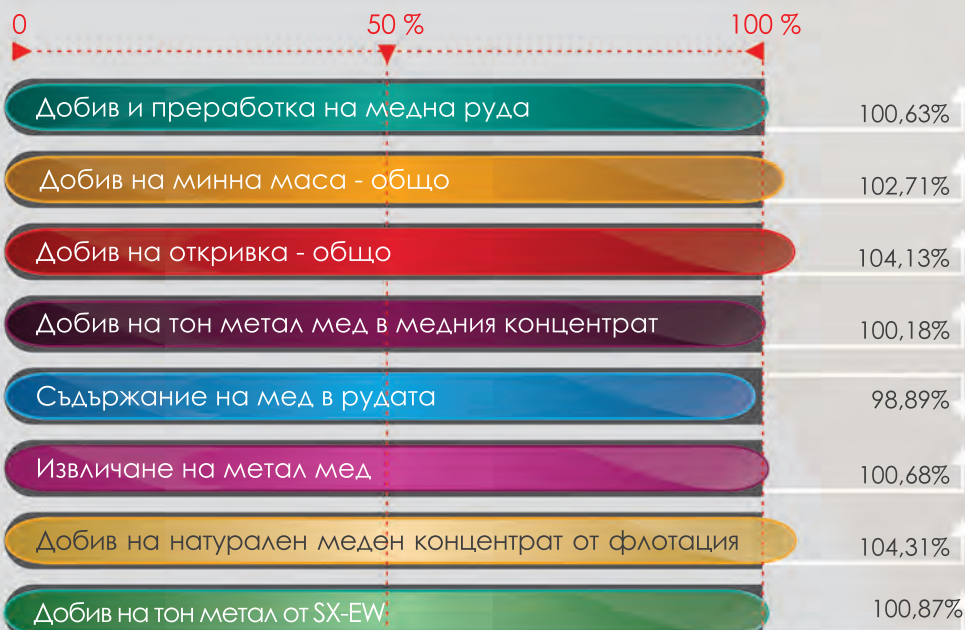 0 50 % 100 %
Добив и преработка на медна руда 100,63%
Добив на минна маса - общо 102,71%
Добив на откривка - общо 104,13%
Добив на тон метал мед в медния концентрат 100,18%
Съдържание на мед в рудата 98,89%
Извличане на метал мед 100,68%
Добив на натурален меден концентрат от флотация 104,31%
Добив на тон метал от SX-EW 100,87%